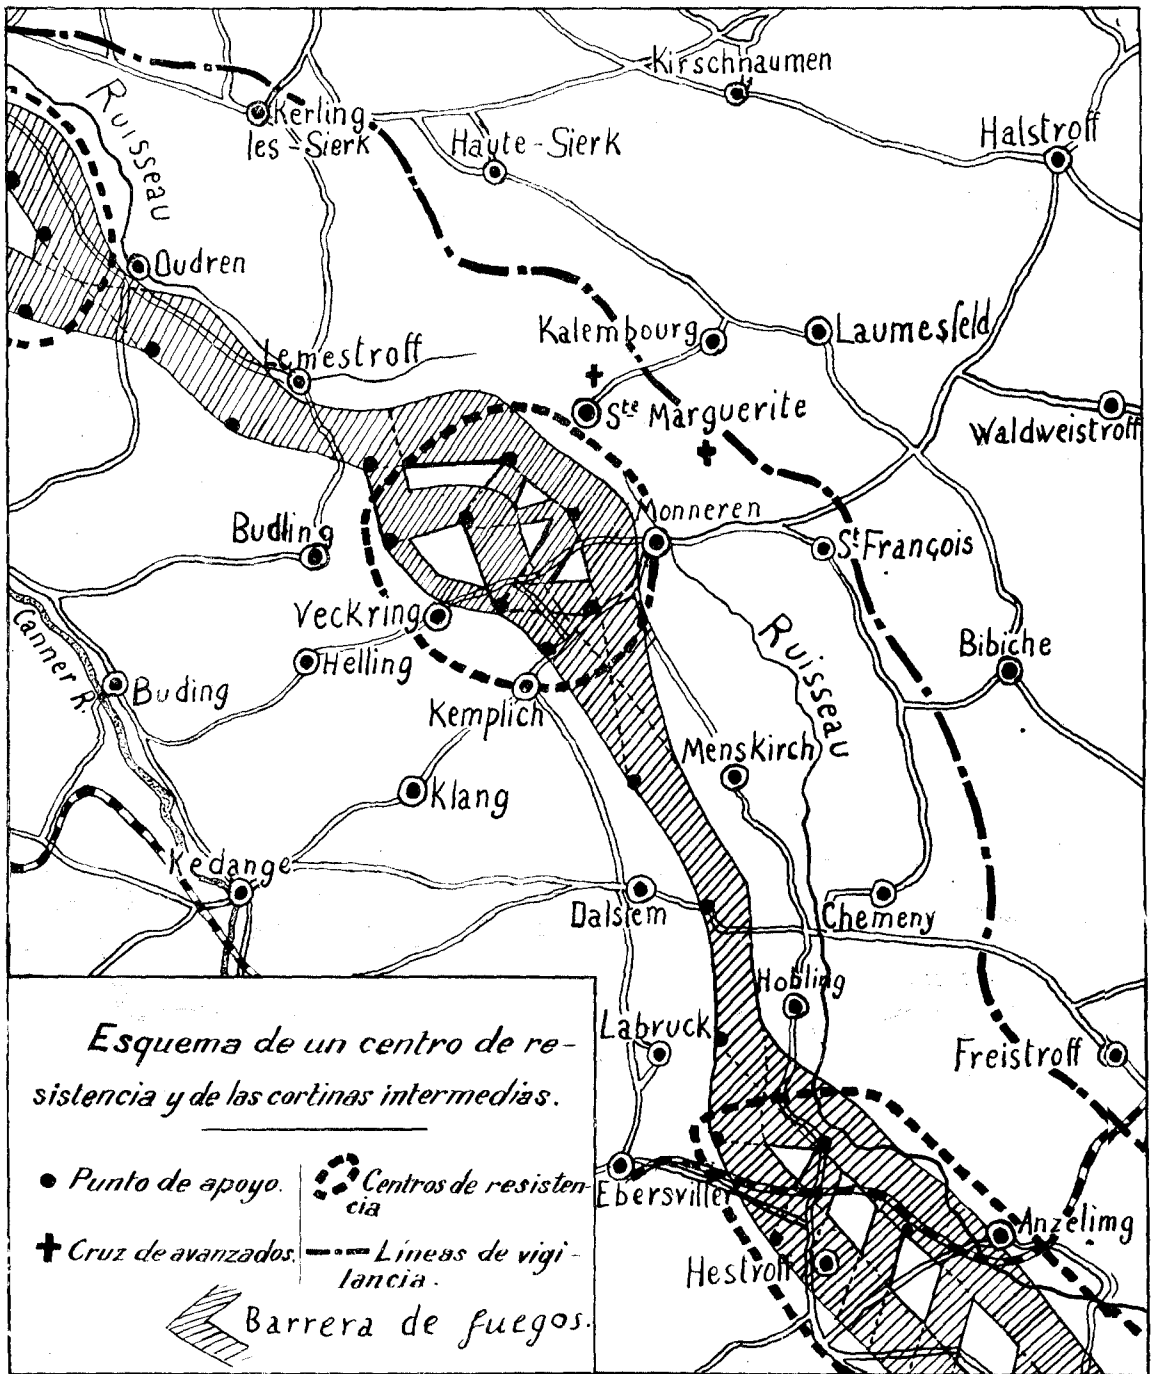 Kirschnaumen
Ruisseau
Kerling
les-Sierk
Haute-Sierk
Halstroff
Oudren
Kalembourg
Laumesfeld
Lemestroff
Ste Marguerite
Waldweistroff
Budling
Monneren
St François
Canner R.
Veckring
Helling
Ruisseau
Bibiche
Buding
Kemplich
Menskirch
Klang
Kedange
Dalstem
Chemeny
Hobling
Labruck
Freistroff
Ebersviller
Anzelimg
Hestroff
Esquema de un centro de re-
sistencia y de las cortinas intermedias.
Punto de apoyo.
Centros de resisten-
cia
Cruz de avanzados.
Líneas de vigi-
lancia.
Barrera de fuegos.